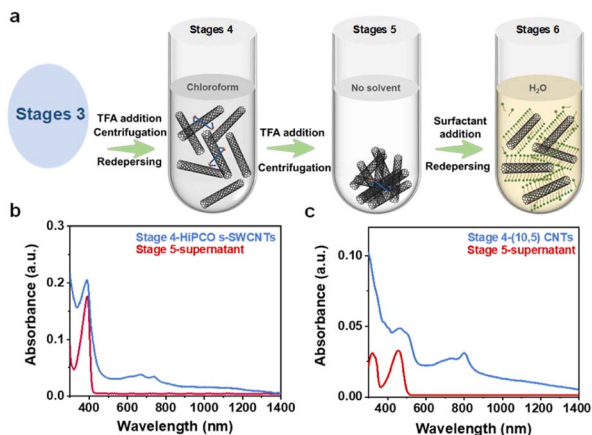 a
Stages 4
Stages 5
Stages 6
Chloroform
No solvent
H₂O
Stages 3
TFA addition
Centrifugation
Redepersing
TFA addition
Centrifugation
Surfactant
addition
Redepersing
b
c
0.3
0.2
0.1
0.0
Absorbance (a.u.)
Stage 4-HiPCO s-SWCNTs
Stage 5-supernatant
400 600 800 1000 1200 1400
Wavelength (nm)
0.10
0.05
0.00
Absorbance (a.u.)
Stage 4-(10,5) CNTs
Stage 5-supernatant
400 600 800 1000 1200 1400
Wavelength (nm)